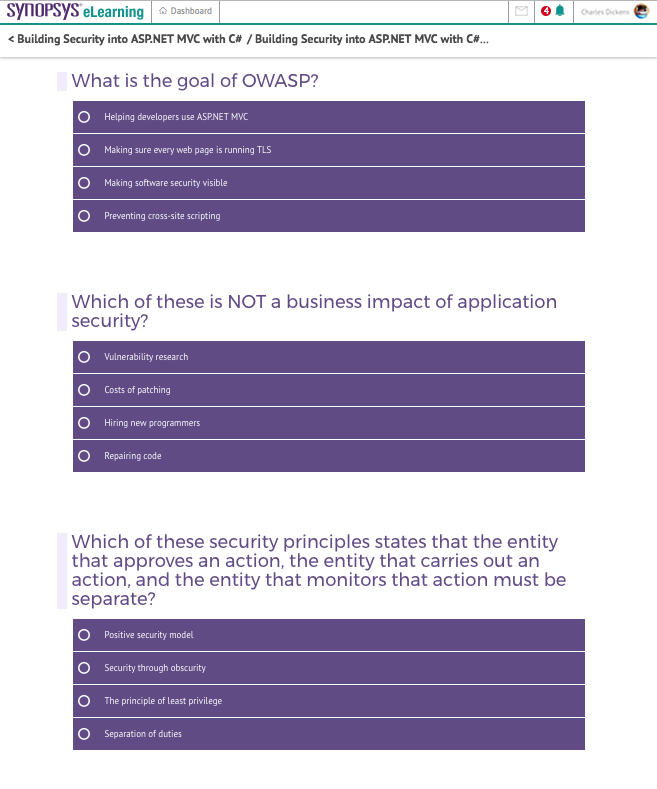 SYNOPSYS® eLearning
Dashboard
4
Charles Dickens
< Building Security into ASP.NET MVC with C# / Building Security into ASP.NET MVC with C#...
What is the goal of OWASP?
Helping developers use ASP.NET MVC
Making sure every web page is running TLS
Making software security visible
Preventing cross-site scripting
Which of these is NOT a business impact of application
security?
Vulnerability research
Costs of patching
Hiring new programmers
Repairing code
Which of these security principles states that the entity
that approves an action, the entity that carries out an
action, and the entity that monitors that action must be
separate?
Positive security model
Security through obscurity
The principle of least privilege
Separation of duties